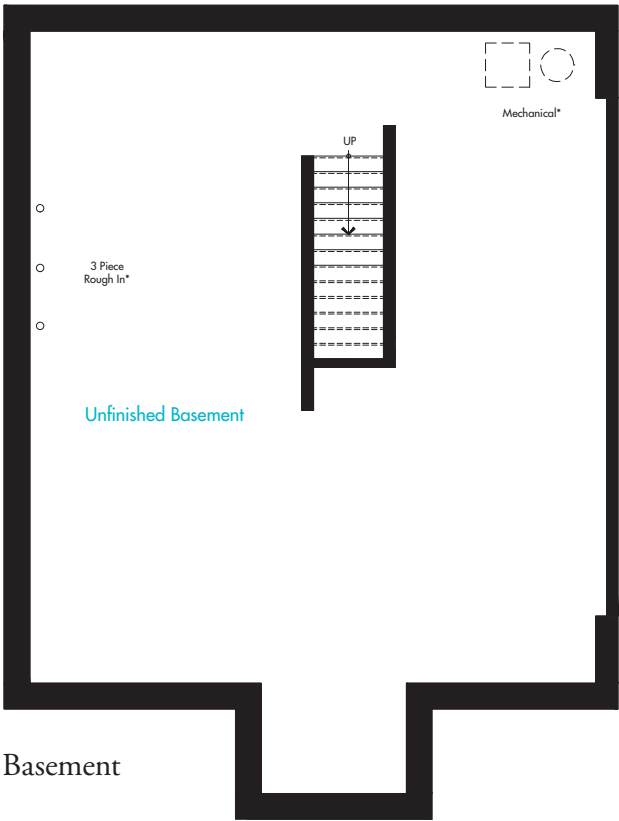 Mechanical*
UP
3 Piece
Rough In*
Unfinished Basement
Basement